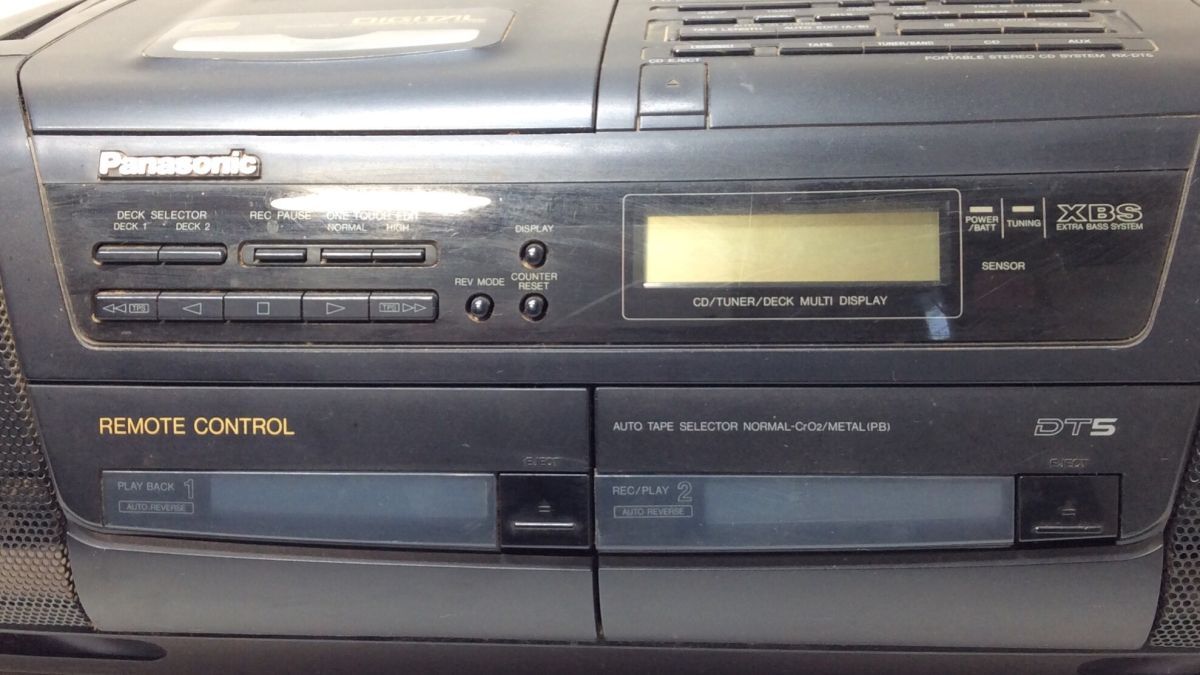 DIGITAL
TAPE LENGTH AUTO EDIT
TAPE TUNER/BAND CD AUX
CD EJECT
PORTABLE STEREO CD SYSTEM RX-DT5
Panasonic
DECK SELECTOR
DECK 1 DECK 2
REC PAUSE
ONE TOUCH EDIT
NORMAL HIGH
DISPLAY
REV MODE
COUNTER
RESET
TPS
TPS
CD/TUNER/DECK MULTI DISPLAY
POWER
/BATT
TUNING
XBS
EXTRA BASS SYSTEM
SENSOR
REMOTE CONTROL
AUTO TAPE SELECTOR NORMAL-CrO2/METAL(PB)
DT5
EJECT
EJECT
PLAY BACK 1
AUTO REVERSE
REC/PLAY 2
AUTO REVERSE